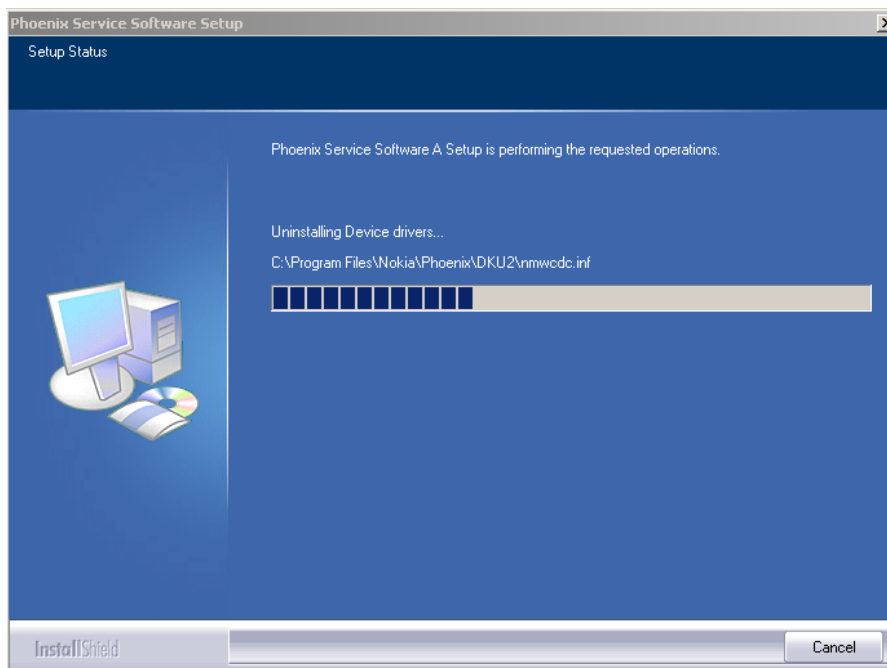 Phoenix Service Software Setup
Setup Status
Phoenix Service Software A Setup is performing the requested operations.
Uninstalling Device drivers...
C:\Program Files\Nokia\Phoenix\DKU2\nmwcdc.inf
InstallShield
Cancel